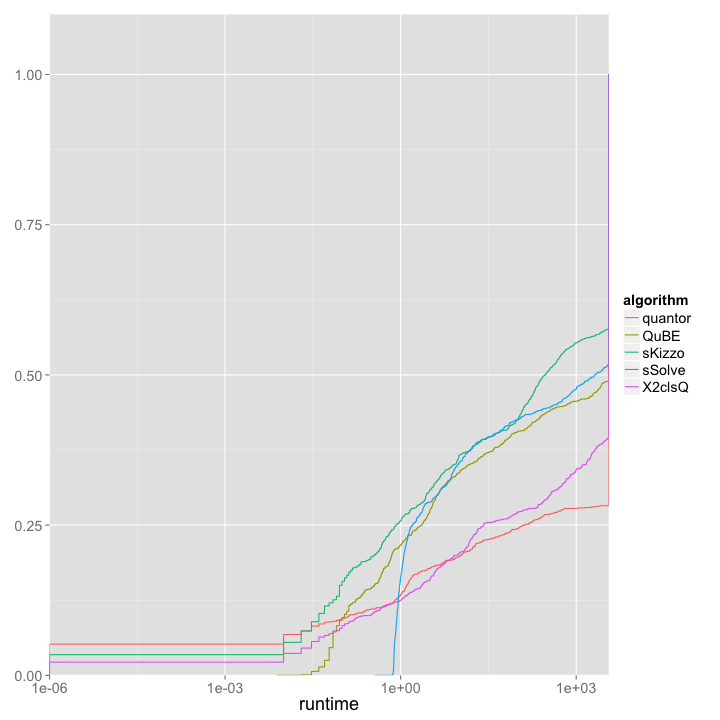 1.00
0.75
0.50
0.25
0.00
1e-06
1e-03
1e+00
1e+03
runtime
algorithm
quantor
QuBE
sKizzo
sSolve
X2clsQ